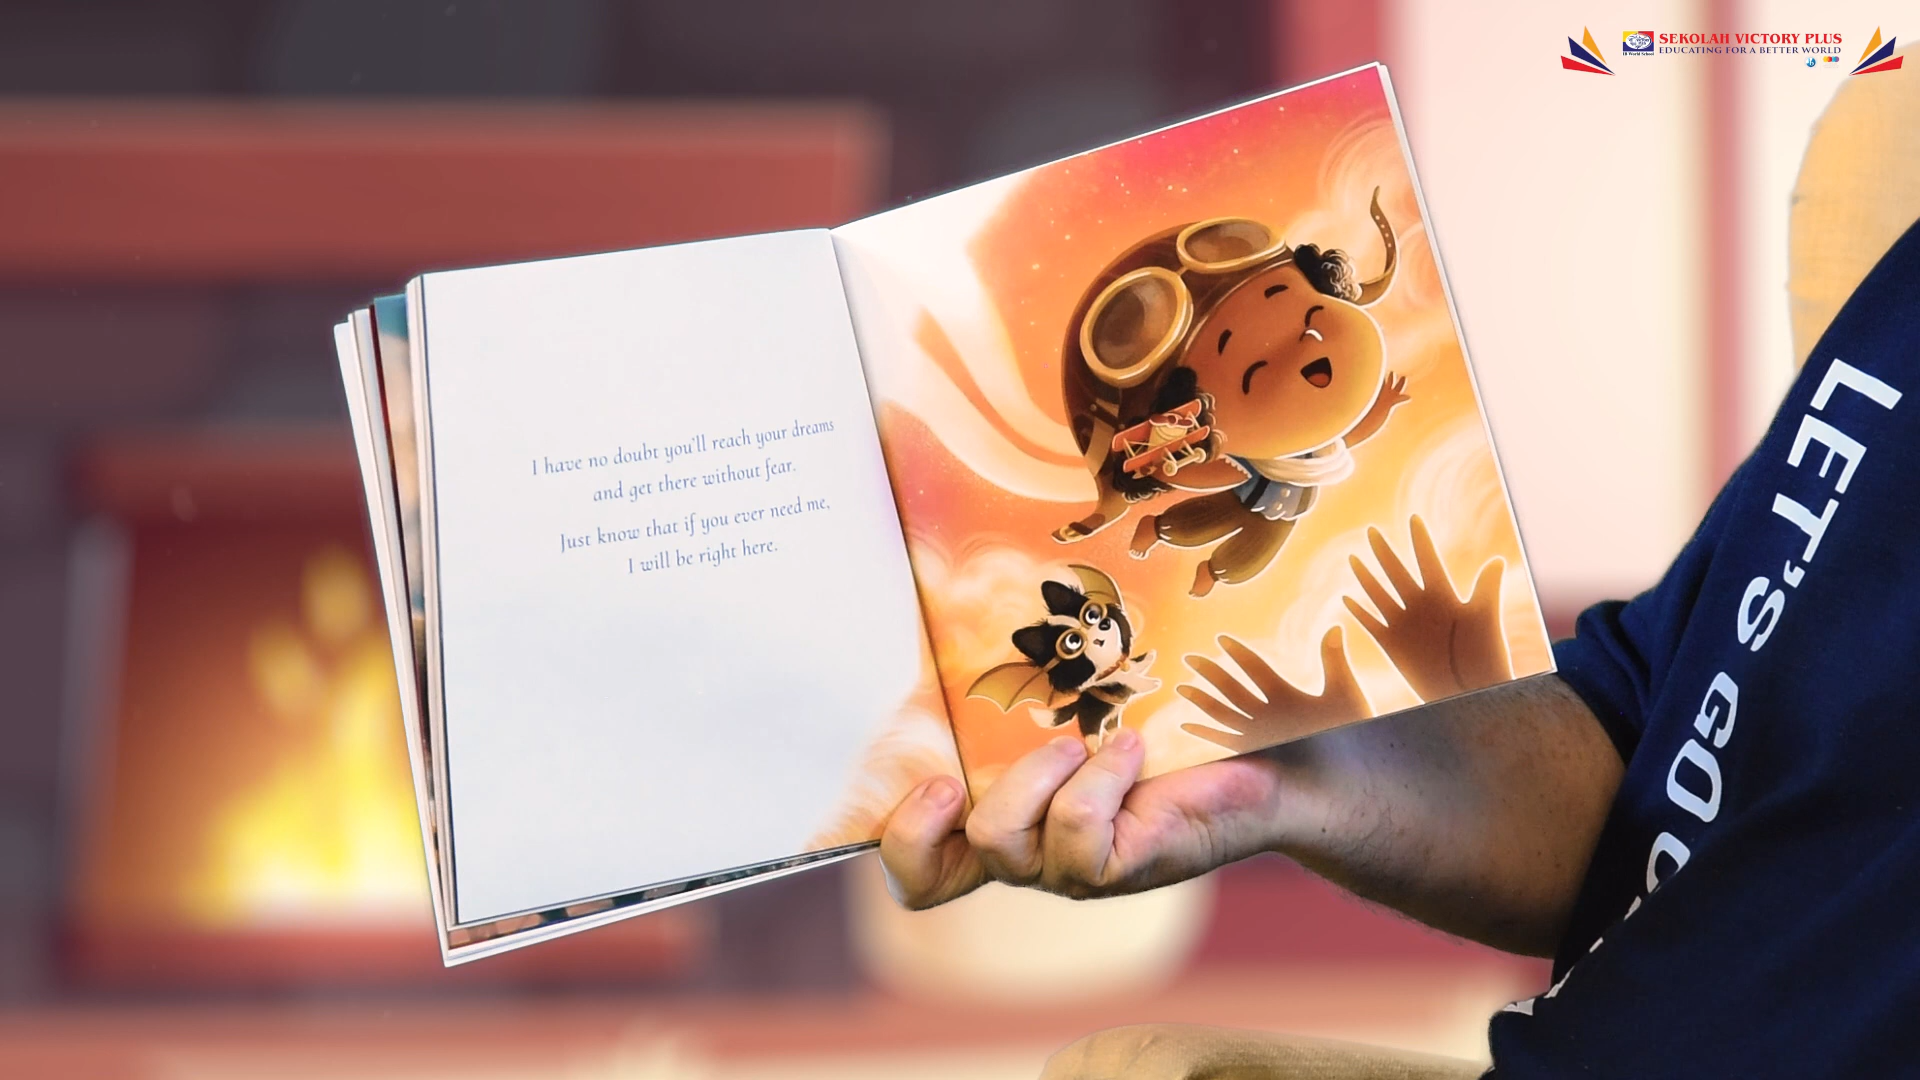 SEKOLAH VICTORY PLUS
EDUCATING FOR A BETTER WORLD
I have no doubt you'll reach your dreams
and get there without fear.
Just know that if you ever need me,
I will be right here.
LET'S GO